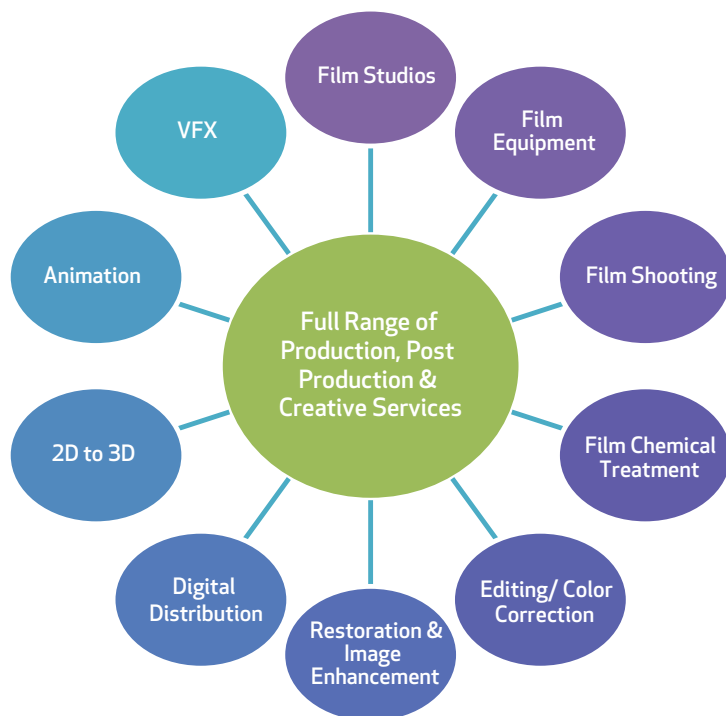 Film Studios
Film
Equipment
Film Shooting
Film Chemical
Treatment
Editing/ Color
Correction
Restoration &
Image
Enhancement
Digital
Distribution
2D to 3D
Animation
VFX
Full Range of
Production, Post
Production &
Creative Services